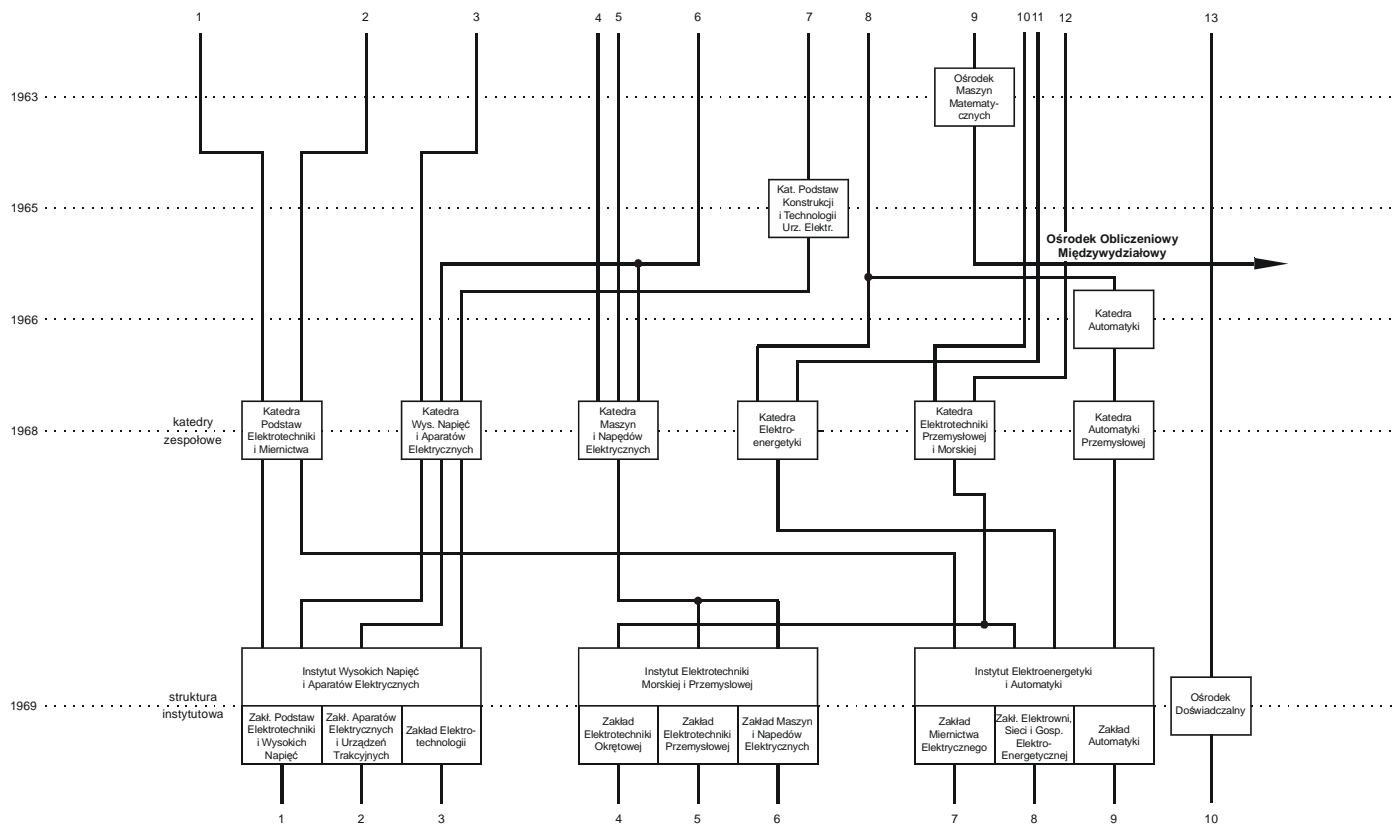 1 2 3 4 5 6 7 8 9 10 11 12 13
1963
Ośrodek
Maszyn
Matematy-
cznych
1965
Kat. Podstaw
Konstrukcji
i Technologii
Urz. Elektr.
Ośrodek Obliczeniowy
Międzywydziałowy
1966
Katedra
Automatyki
1968
katedry
zespołowe
Katedra
Podstaw
Elektrotechniki
i Miernictwa
Katedra
Wys. Napięć
i Aparatów
Elektrycznych
Katedra
Maszyn
i Napędów
Elektrycznych
Katedra
Elektro-
energetyki
Katedra
Elektrotechniki
Przemysłowej
i Morskiej
Katedra
Automatyki
Przemysłowej
1969
struktura
instytutowa
Instytut Wysokich Napięć
i Aparatów Elektrycznych
Zakł. Podstaw
Elektrotechniki
i Wysokich
Napięć
Zakł. Aparatów
Elektrycznych
i Urządzeń
Trakcyjnych
Zakład Elektro-
technologii
Instytut Elektrotechniki
Morskiej i Przemyslowej
Zakład
Elektrotechniki
Okrętowej
Zakład
Elektrotechniki
Przemysłowej
Zakład Maszyn
i Napedów
Elektrycznych
Instytut Elektroenergetyki
i Automatyki
Zakład
Miernictwa
Elektrycznego
Zakł. Elektrowni,
Sieci i Gosp.
Elektro-
Energetycznej
Zakład
Automatyki
Ośrodek
Doświadczalny
1 2 3 4 5 6 7 8 9 10